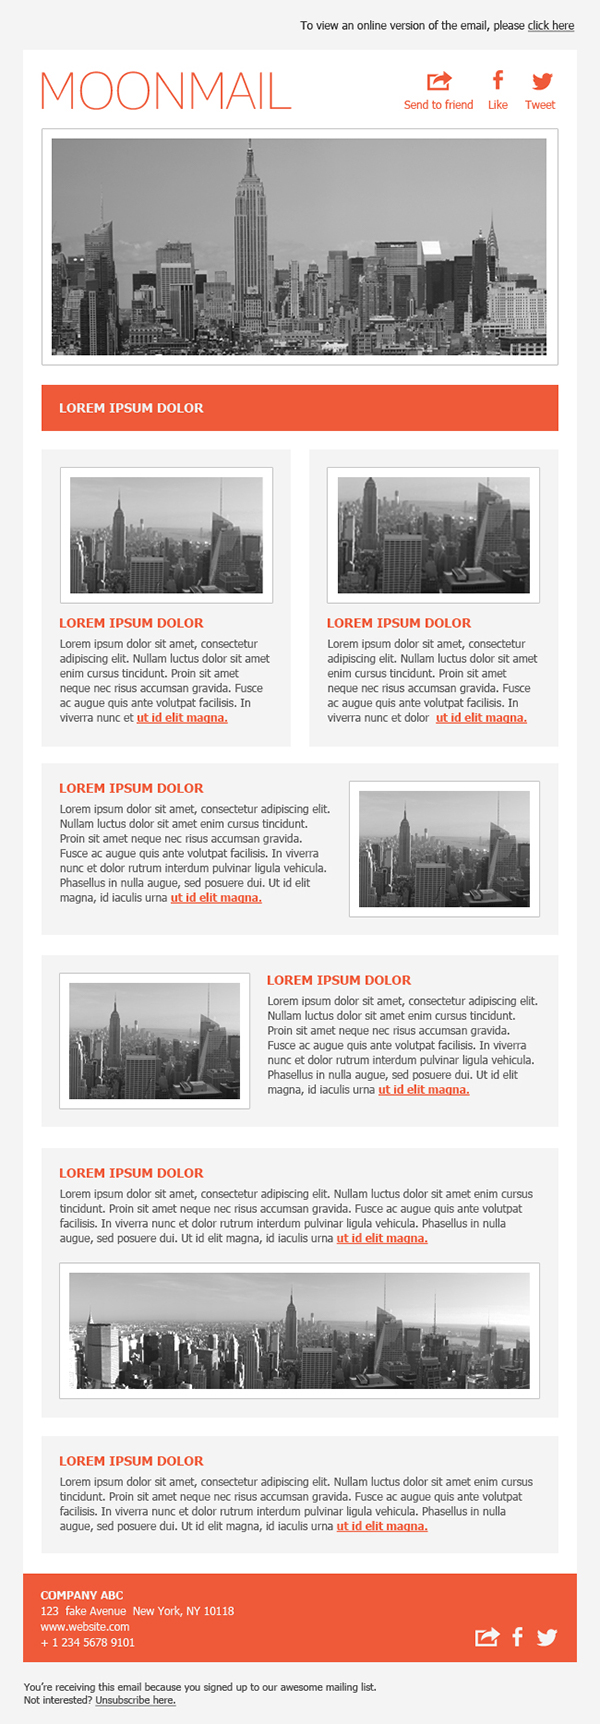 To view an online version of the email, please click here
MOONMAIL
Send to friend Like Tweet
LOREM IPSUM DOLOR
LOREM IPSUM DOLOR
Lorem ipsum dolor sit amet, consectetur
adipiscing elit. Nullam luctus dolor sit amet
enim cursus tincidunt. Proin sit amet
neque nec risus accumsan gravida. Fusce
ac augue quis ante volutpat facilisis. In
viverra nunc et ut id elit magna.
LOREM IPSUM DOLOR
Lorem ipsum dolor sit amet, consectetur
adipiscing elit. Nullam luctus dolor sit amet
enim cursus tincidunt. Proin sit amet
neque nec risus accumsan gravida. Fusce
ac augue quis ante volutpat facilisis. In
viverra nunc et dolor ut id elit magna.
LOREM IPSUM DOLOR
Lorem ipsum dolor sit amet, consectetur adipiscing elit.
Nullam luctus dolor sit amet enim cursus tincidunt.
Proin sit amet neque nec risus accumsan gravida.
Fusce ac augue quis ante volutpat facilisis. In viverra
nunc et dolor rutrum interdum pulvinar ligula vehicula.
Phasellus in nulla augue, sed posuere dui. Ut id elit
magna, id iaculis urna ut id elit magna.
LOREM IPSUM DOLOR
Lorem ipsum dolor sit amet, consectetur adipiscing elit.
Nullam luctus dolor sit amet enim cursus tincidunt.
Proin sit amet neque nec risus accumsan gravida.
Fusce ac augue quis ante volutpat facilisis. In viverra
nunc et dolor rutrum interdum pulvinar ligula vehicula.
Phasellus in nulla augue, sed posuere dui. Ut id elit
magna, id iaculis urna ut id elit magna.
LOREM IPSUM DOLOR
Lorem ipsum dolor sit amet, consectetur adipiscing elit. Nullam luctus dolor sit amet enim cursus
tincidunt. Proin sit amet neque nec risus accumsan gravida. Fusce ac augue quis ante volutpat
facilisis. In viverra nunc et dolor rutrum interdum pulvinar ligula vehicula. Phasellus in nulla
augue, sed posuere dui. Ut id elit magna, id iaculis urna ut id elit magna.
LOREM IPSUM DOLOR
Lorem ipsum dolor sit amet, consectetur adipiscing elit. Nullam luctus dolor sit amet enim cursus
tincidunt. Proin sit amet neque nec risus accumsan gravida. Fusce ac augue quis ante volutpat
facilisis. In viverra nunc et dolor rutrum interdum pulvinar ligula vehicula. Phasellus in nulla
augue, sed posuere dui. Ut id elit magna, id iaculis urna ut id elit magna.
COMPANY ABC
123 fake Avenue New York, NY 10118
www.website.com
+ 1 234 5678 9101
You're receiving this email because you signed up to our awesome mailing list.
Not interested? Unsubscribe here.